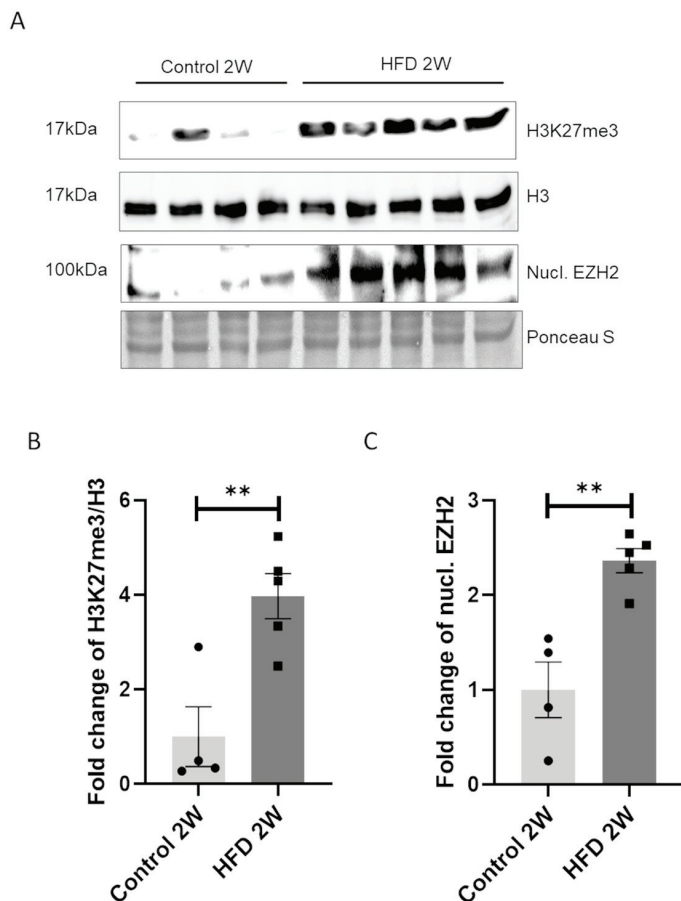 A
Control 2W
HFD 2W
17kDa
H3K27me3
17kDa
H3
100kDa
Nucl. EZH2
Ponceau S
B
C
Fold change of H3K27me3/H3
6
4
2
0
**
Control 2W
HFD 2W
Fold change of nucl. EZH2
3
2
1
0
**
Control 2W
HFD 2W